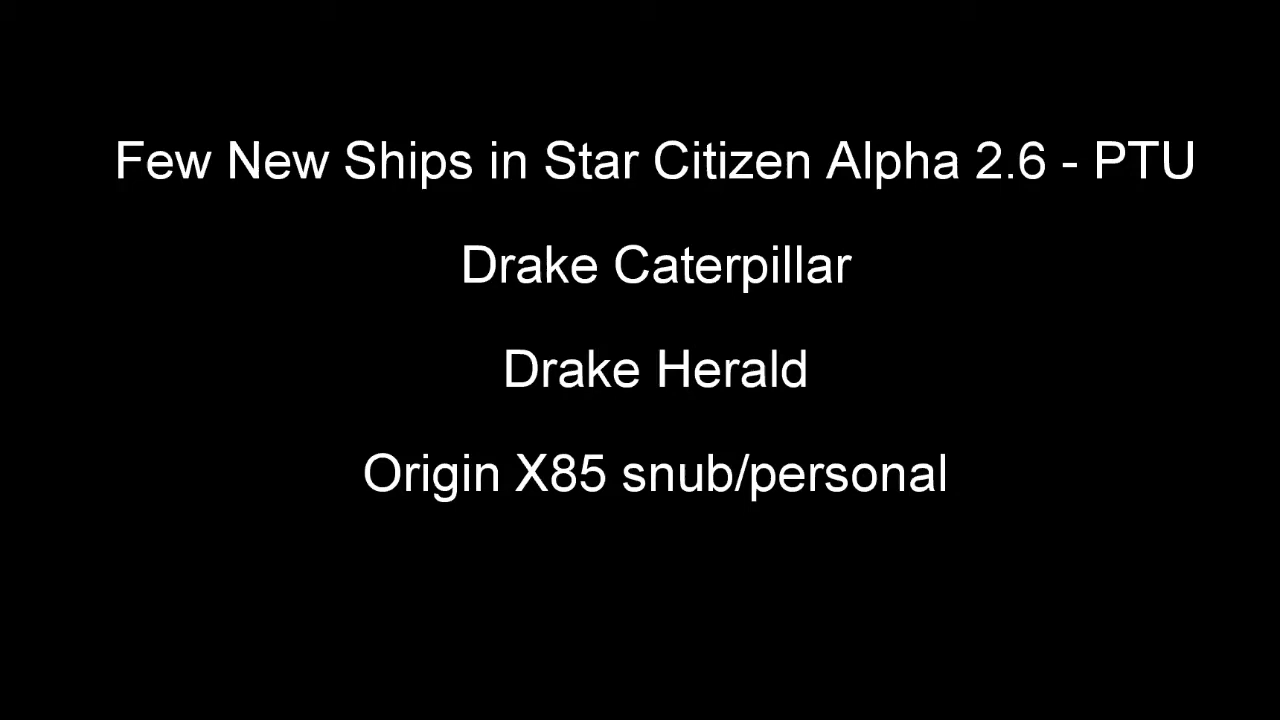 Few New Ships in Star Citizen Alpha 2.6 - PTU
Drake Caterpillar
Drake Herald
Origin X85 snub/personal